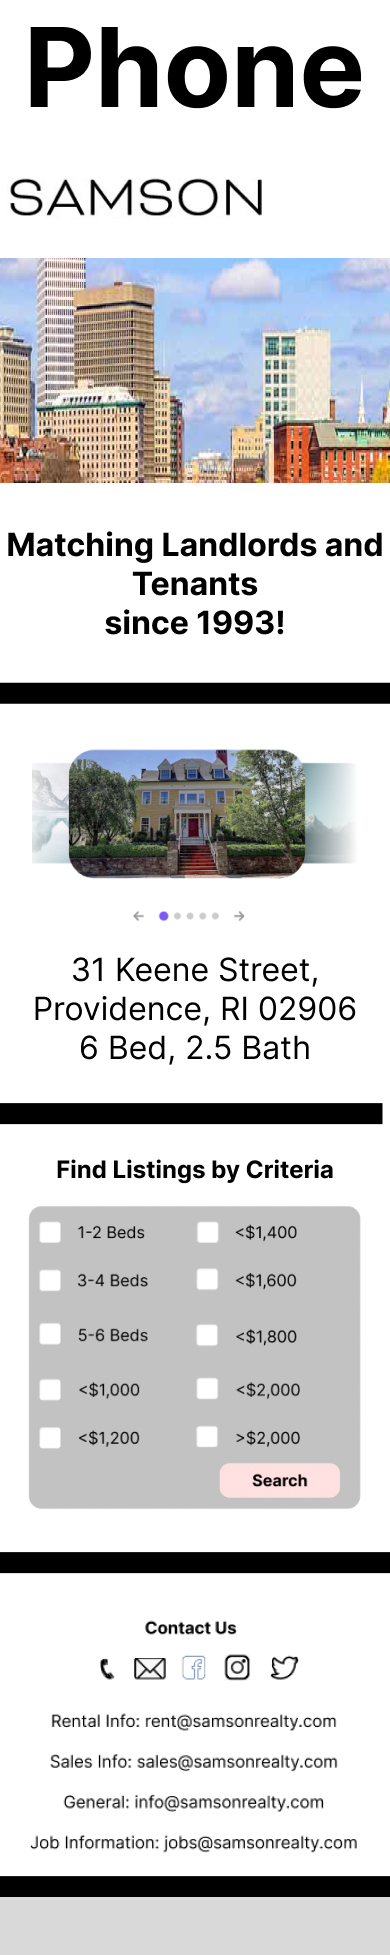 Phone
SAMSON
Matching Landlords and
Tenants
since 1993!
31 Keene Street,
Providence, RI 02906
6 Bed, 2.5 Bath
Find Listings by Criteria
1-2 Beds <$1,400
3-4 Beds <$1,600
5-6 Beds <$1,800
<$1,000 <$2,000
<$1,200 >$2,000
Search
Contact Us
Rental Info: rent@samsonrealty.com
Sales Info: sales@samsonrealty.com
General: info@samsonrealty.com
Job Information: jobs@samsonrealty.com